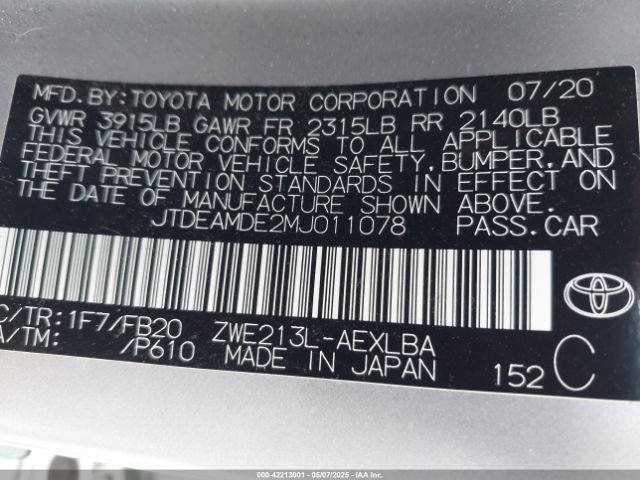 MFD.BY:TOYOTA MOTOR CORPORATION 07/20
GVWR 3915LB GAWR FR 2315LB RR 2140LB
THIS VEHICLE CONFORMS TO ALL APPLICABLE
FEDERAL MOTOR VEHICLE SAFETY,BUMPER,AND
THEFT PREVENTION STANDARDS IN EFFECT ON
THE DATE OF MANUFACTURE SHOWN ABOVE.
JTDEAMDE2MJ011078 PASS.CAR
C/TR:1F7/FB20 ZWE213L-AEXLBA
A/TM: /P610 MADE IN JAPAN 152 C
000-42213001 - 05/07/2025 - IAA Holdings, LLC.